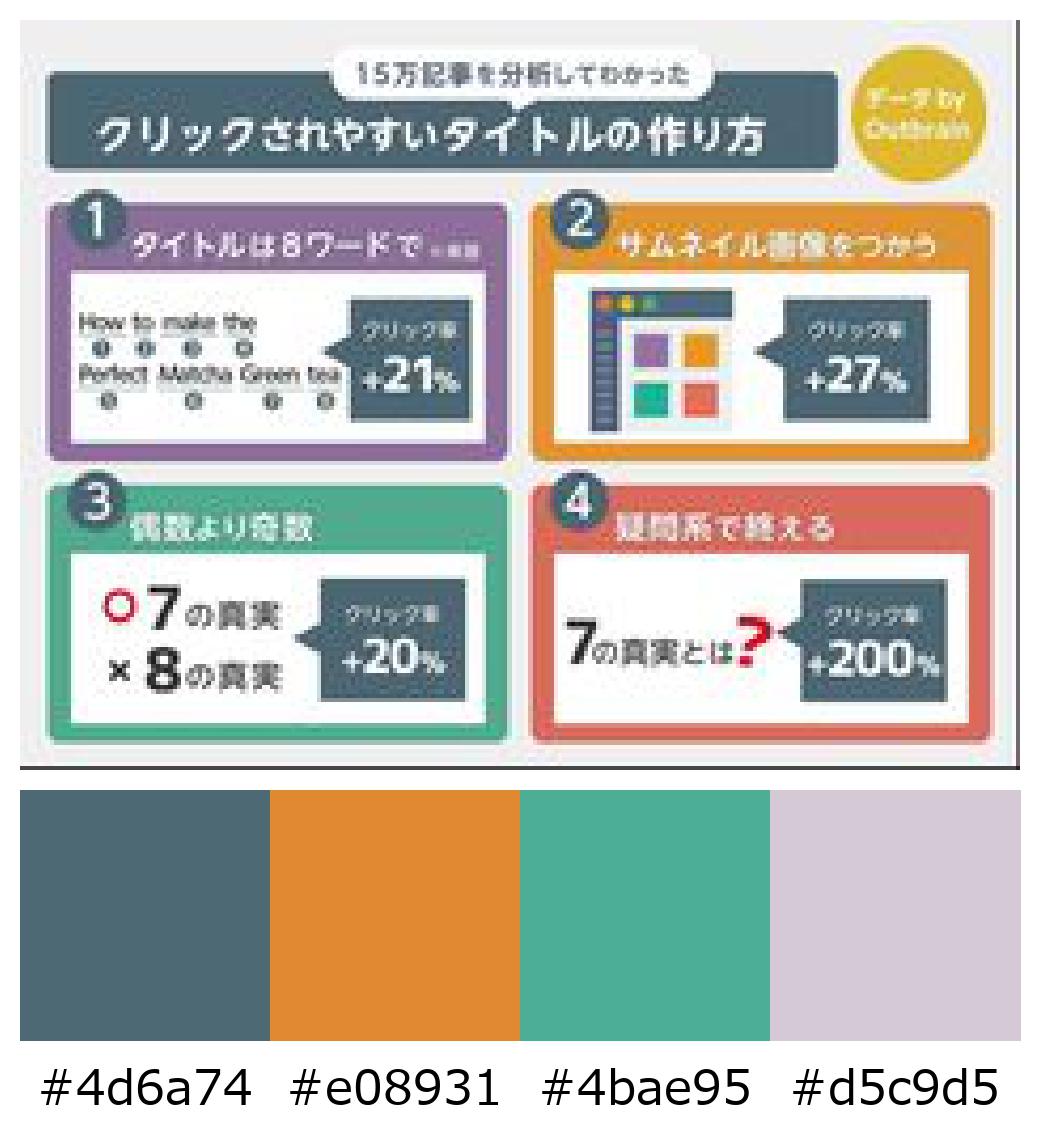 15万記事を分析してわかった
クリックされやすいタイトルの作り方
データ by
Outbrain
1
タイトルは8ワードで
How to make the
Perfect Matcha Green tea
クリック率
+21%
2
サムネイル画像をつかう
クリック率
+27%
3
偶数より奇数
○ 7の真実
× 8の真実
クリック率
+20%
4
疑問系で終える
7の真実とは?
クリック率
+200%
#4d6a74 #e08931 #4bae95 #d5c9d5